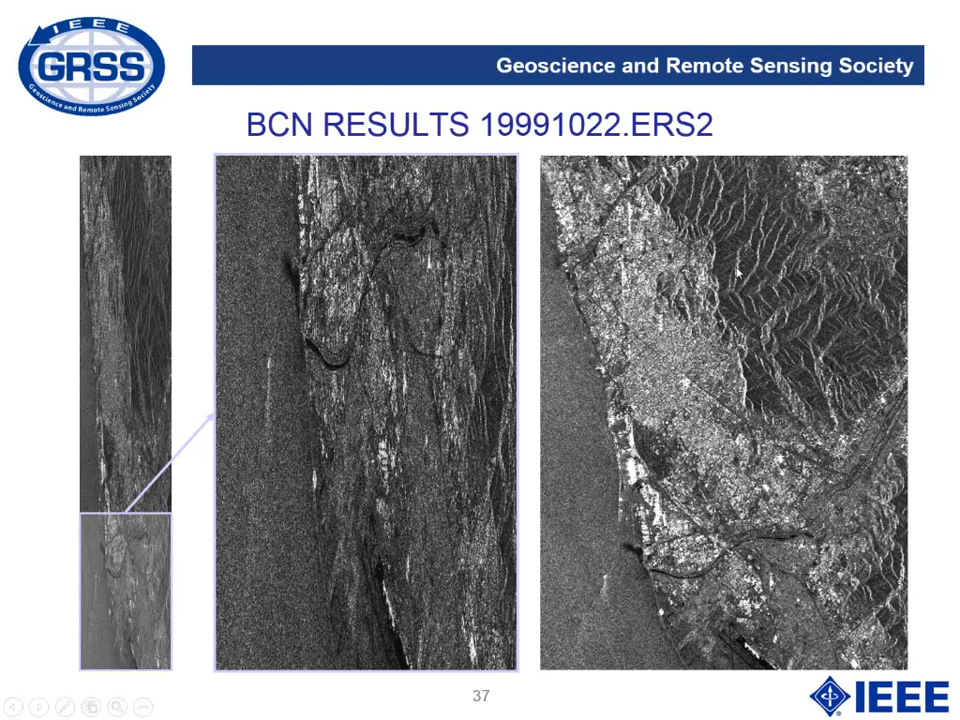 IEEE
GRSS
Geoscience and Remote Sensing Society
Geoscience and Remote Sensing Society
BCN RESULTS 19991022.ERS2
37
IEEE